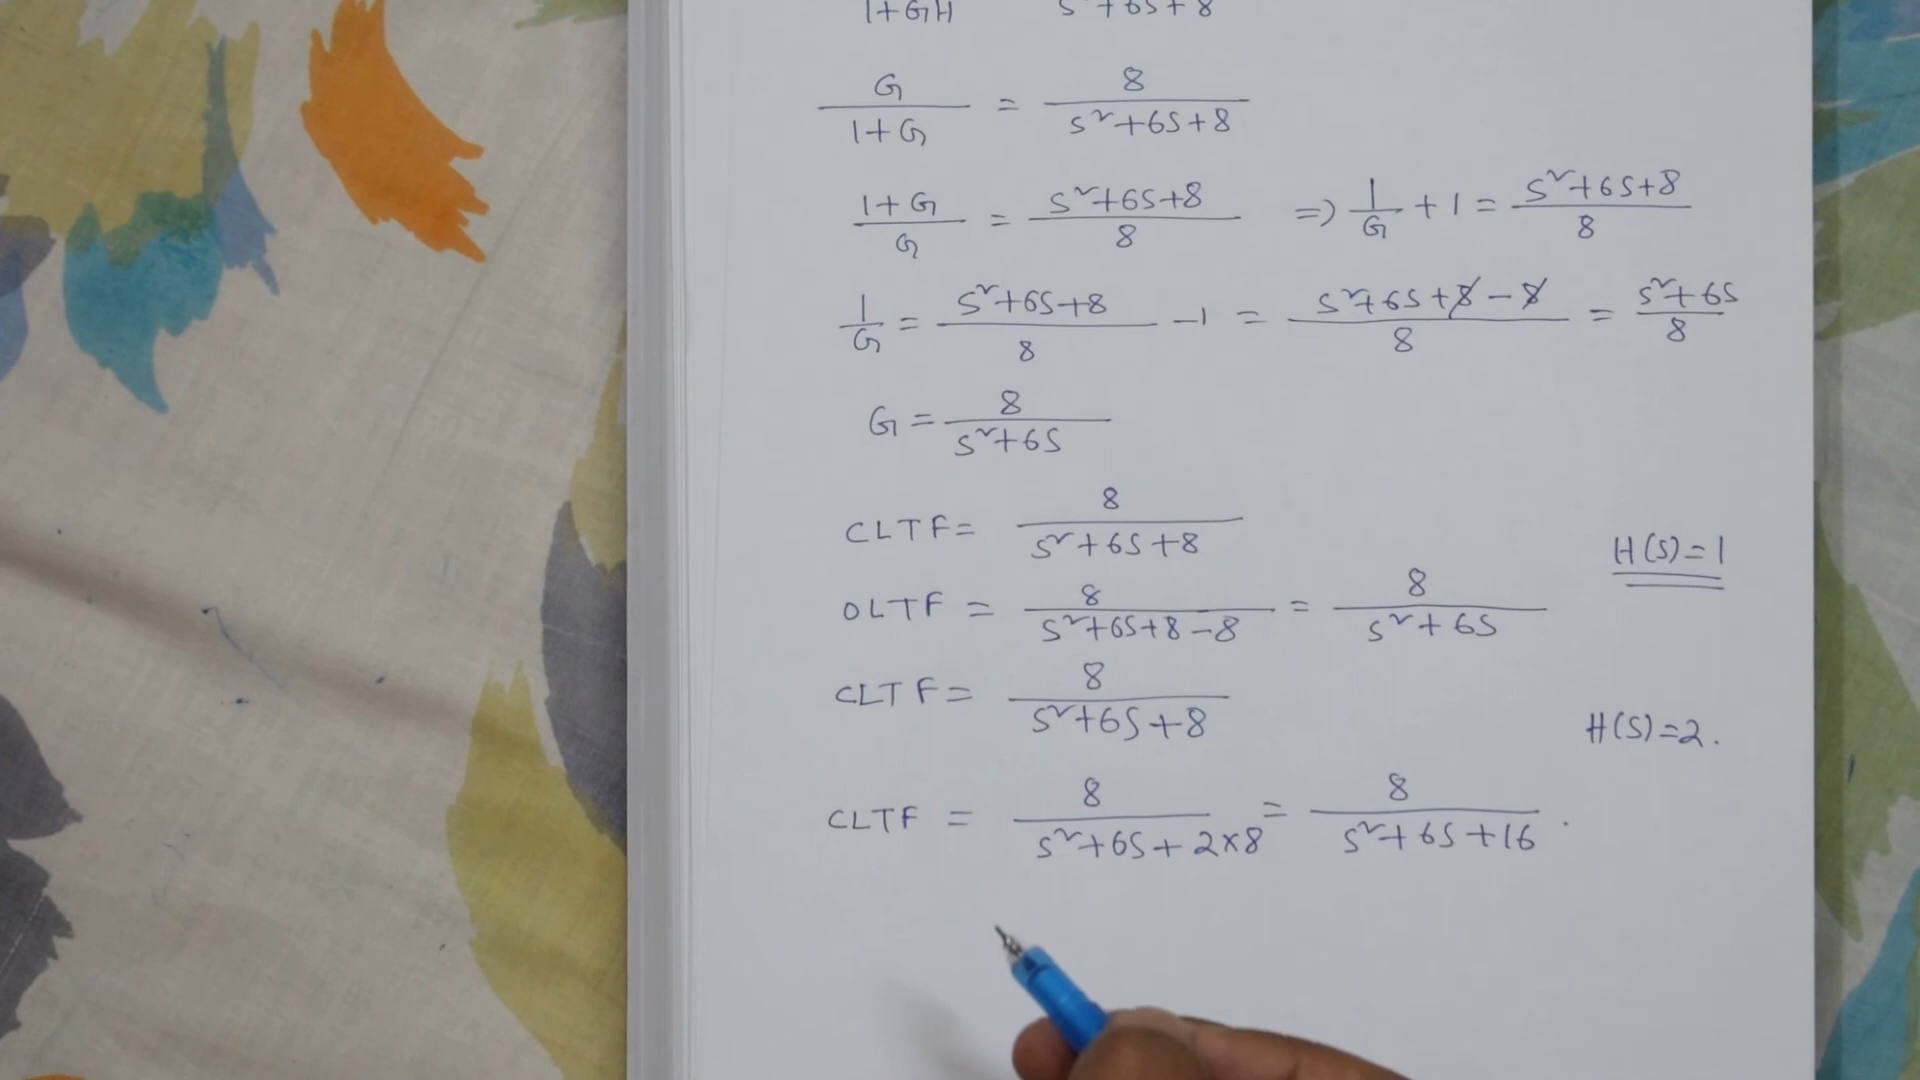 1+GH s²+6s+8
G/(1+G) = 8/(s²+6s+8)
(1+G)/G = (s²+6s+8)/8 => 1/G + 1 = (s²+6s+8)/8
1/G = (s²+6s+8)/8 - 1 = (s²+6s+8-8)/8 = (s²+6s)/8
G = 8/(s²+6s)
CLTF = 8/(s²+6s+8)
H(s)=1
OLTF = 8/(s²+6s+8-8) = 8/(s²+6s)
CLTF = 8/(s²+6s+8)
H(s)=2.
CLTF = 8/(s²+6s+2×8) = 8/(s²+6s+16).